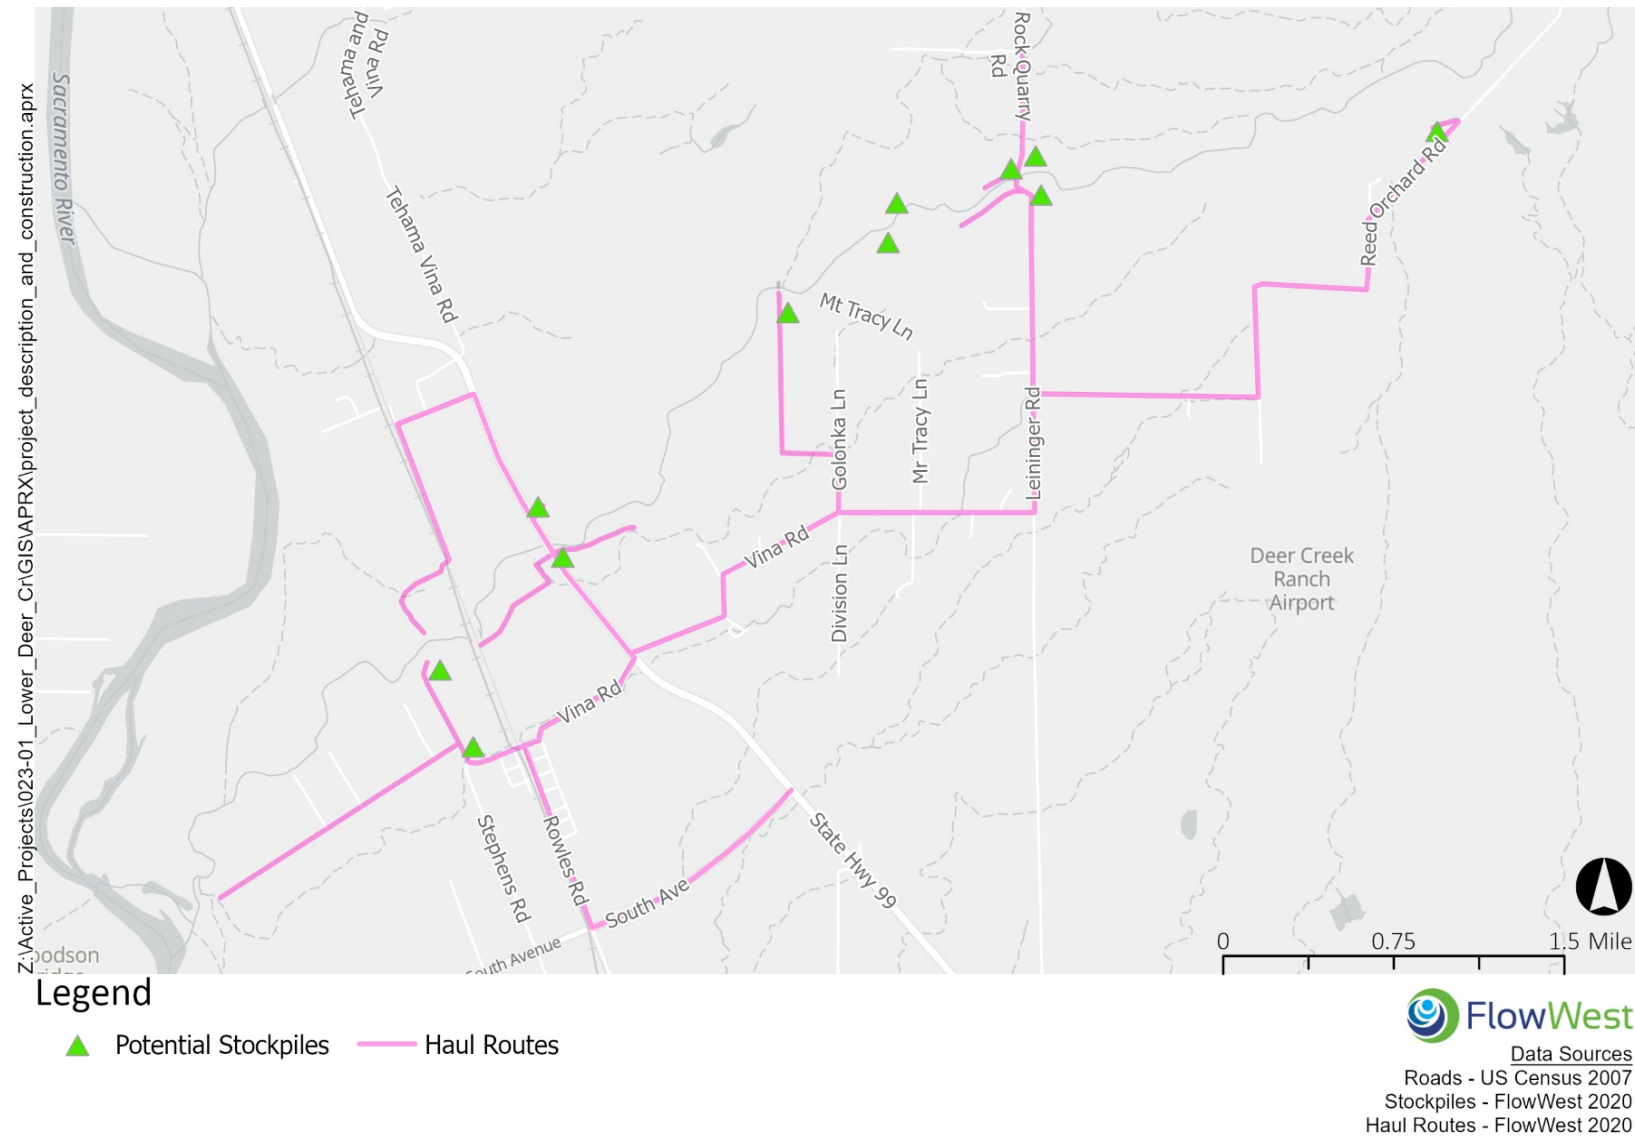 Z:\Active_Projects\023-01_Lower_Deer_Cr\GIS\APRX\project_description_and_construction.aprx
Sacramento River
Tehama and
Vina Rd
Tehama Vina Rd
Rock Quarry
Rd
Reed Orchard Rd
Mt Tracy Ln
Golonka Ln
Mr Tracy Ln
Leininger Rd
Vina Rd
Division Ln
Deer Creek
Ranch
Airport
Vina Rd
Stephens Rd
Rowles Rd
South Ave
State Hwy 99
South Avenue
0 0.75 1.5 Mile
Legend
Potential Stockpiles
Haul Routes
FlowWest
Data Sources
Roads - US Census 2007
Stockpiles - FlowWest 2020
Haul Routes - FlowWest 2020